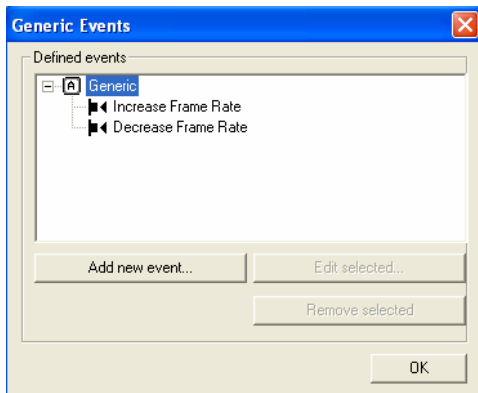 Generic Events
Defined events
A Generic
Increase Frame Rate
Decrease Frame Rate
Add new event... Edit selected...
Remove selected
OK